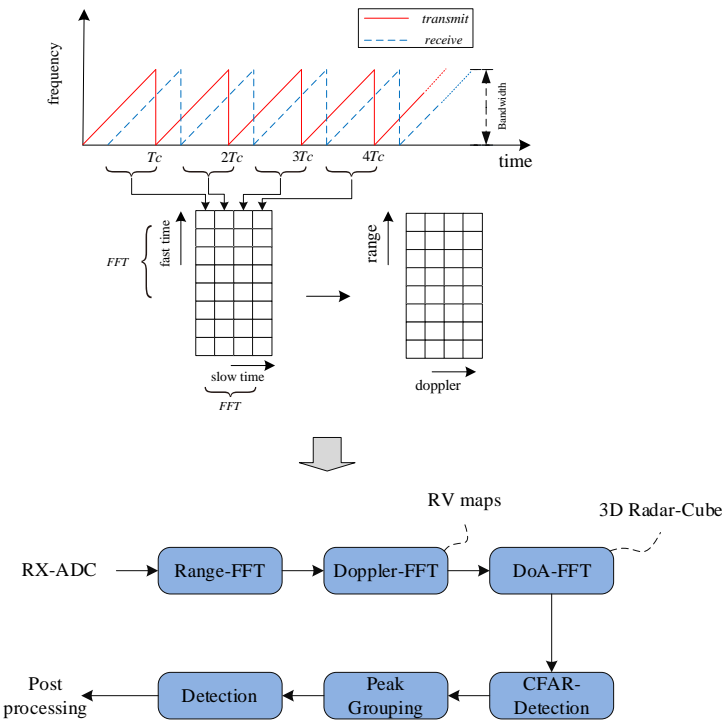 transmit
receive
frequency
Bandwidth
Tc
2Tc
3Tc
4Tc
time
fast time
FFT
range
slow time
FFT
doppler
RV maps
3D Radar-Cube
RX-ADC
Range-FFT
Doppler-FFT
DoA-FFT
Post
processing
Detection
Peak
Grouping
CFAR-
Detection